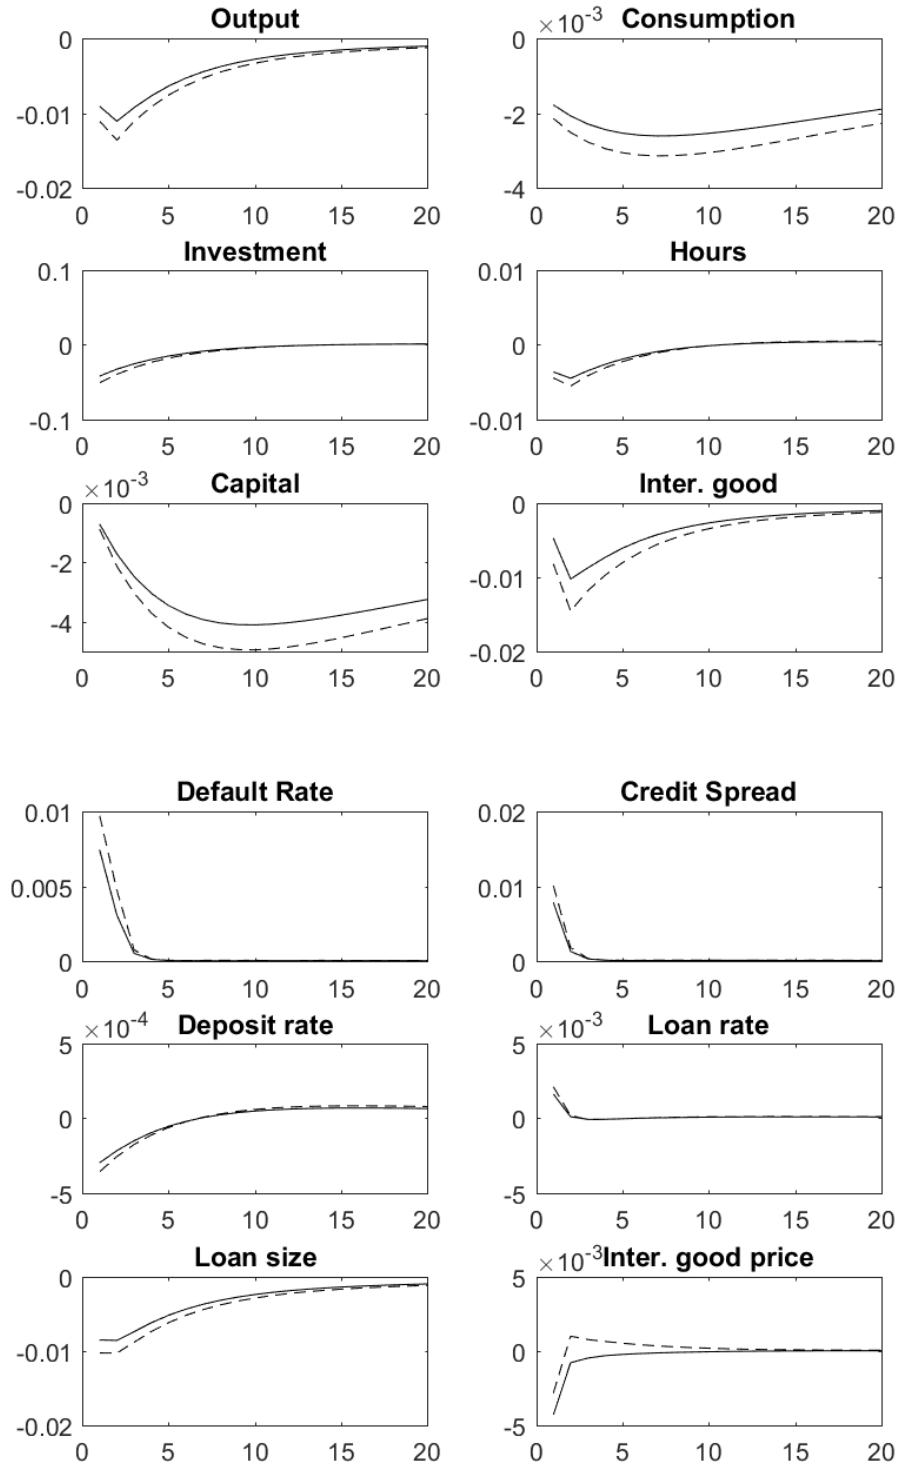 Output
0
-0.01
-0.02
0 5 10 15 20
×10⁻³ Consumption
0
-2
-4
0 5 10 15 20
Investment
0.1
0
-0.1
0 5 10 15 20
Hours
0.01
0
-0.01
0 5 10 15 20
×10⁻³ Capital
0
-2
-4
0 5 10 15 20
Inter. good
0
-0.01
-0.02
0 5 10 15 20
Default Rate
0.01
0.005
0
0 5 10 15 20
Credit Spread
0.02
0.01
0
0 5 10 15 20
×10⁻⁴ Deposit rate
5
0
-5
0 5 10 15 20
×10⁻³ Loan rate
5
0
-5
0 5 10 15 20
Loan size
0
-0.01
-0.02
0 5 10 15 20
×10⁻³ Inter. good price
5
0
-5
0 5 10 15 20